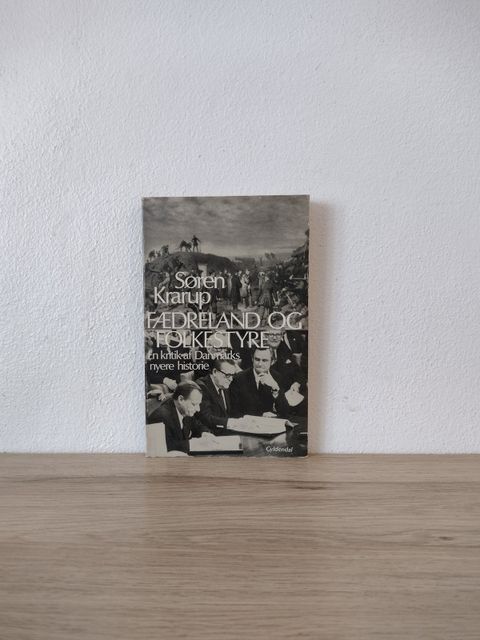 Søren
Krarup
FÆDRELAND OG
FOLKESTYRE
En kritik af Danmarks
nyere historie
Gyldendal